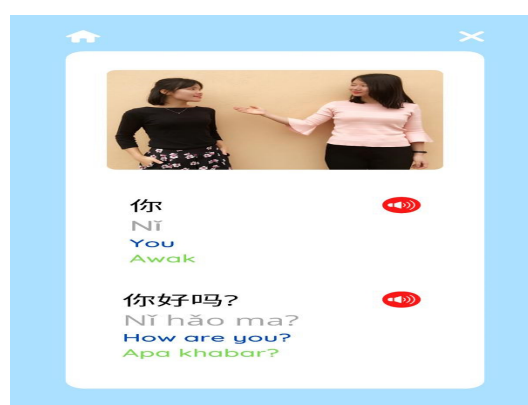 你
Nǐ
You
Awak
你好吗?
Nǐ hǎo ma?
How are you?
Apa khabar?